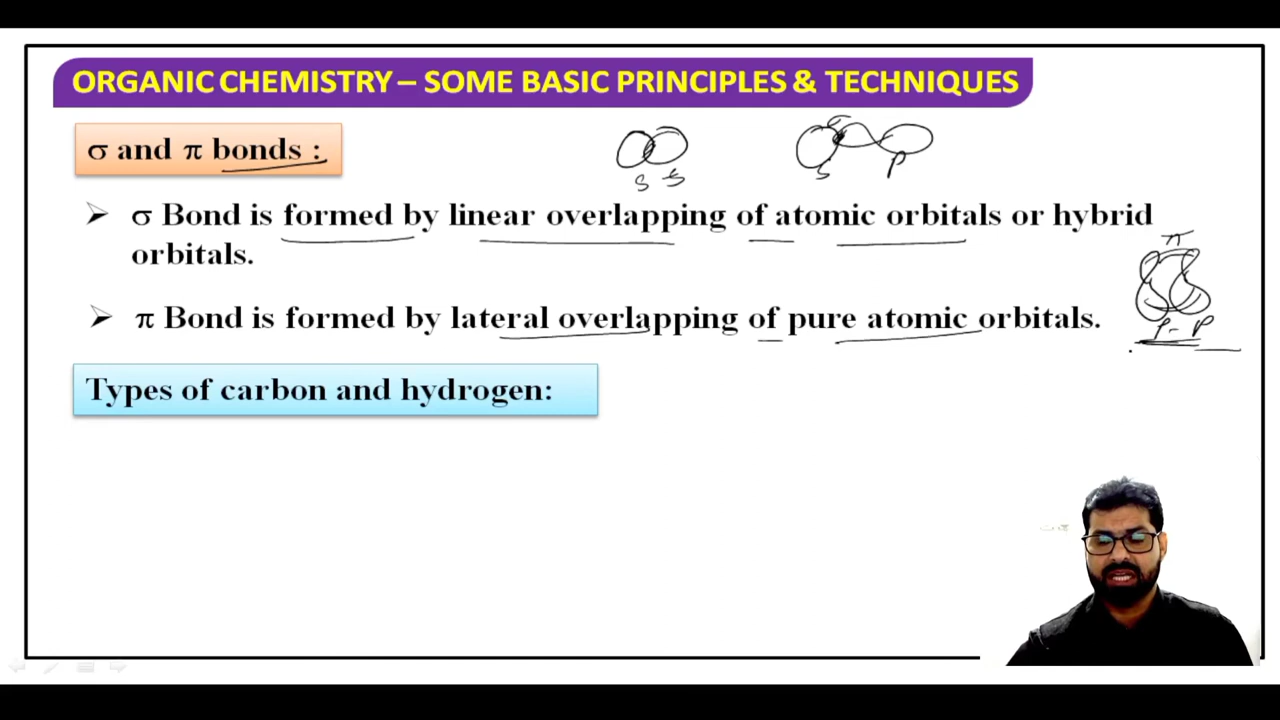 ORGANIC CHEMISTRY – SOME BASIC PRINCIPLES & TECHNIQUES
σ and π bonds :
S S
σ
S P
➢ σ Bond is formed by linear overlapping of atomic orbitals or hybrid
orbitals.
π
➢ π Bond is formed by lateral overlapping of pure atomic orbitals.
P - P
Types of carbon and hydrogen: